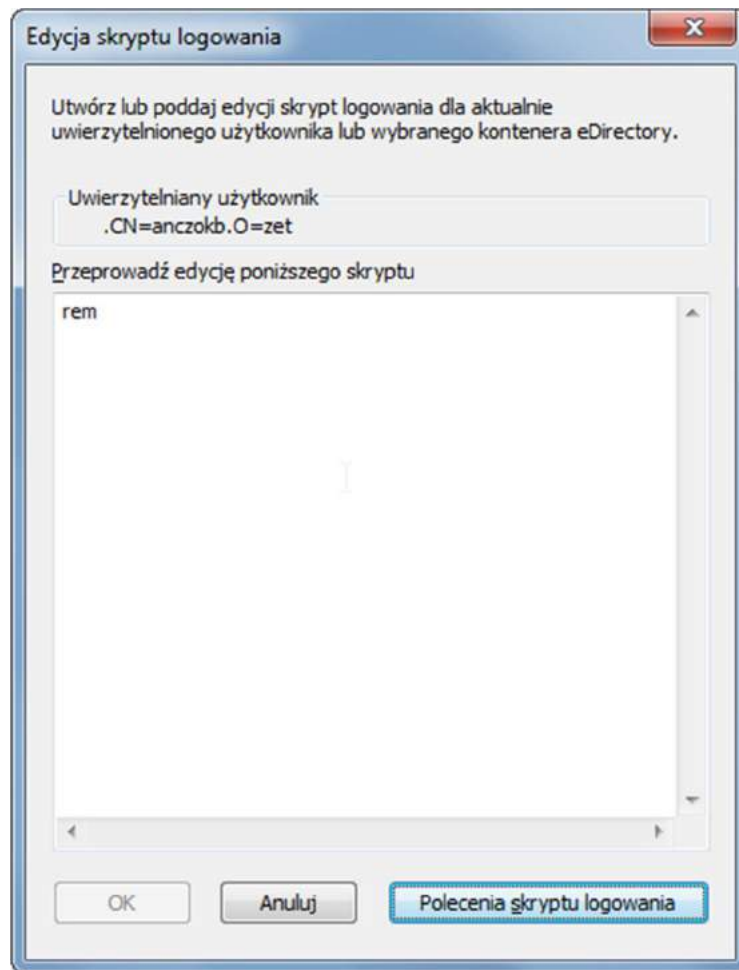 Edycja skryptu logowania
Utwórz lub poddaj edycji skrypt logowania dla aktualnie
uwierzytelnionego użytkownika lub wybranego kontenera eDirectory.
Uwierzytelniany użytkownik
.CN=anczokb.O=zet
Przeprowadź edycję poniższego skryptu
rem
OK
Anuluj
Polecenia skryptu logowania